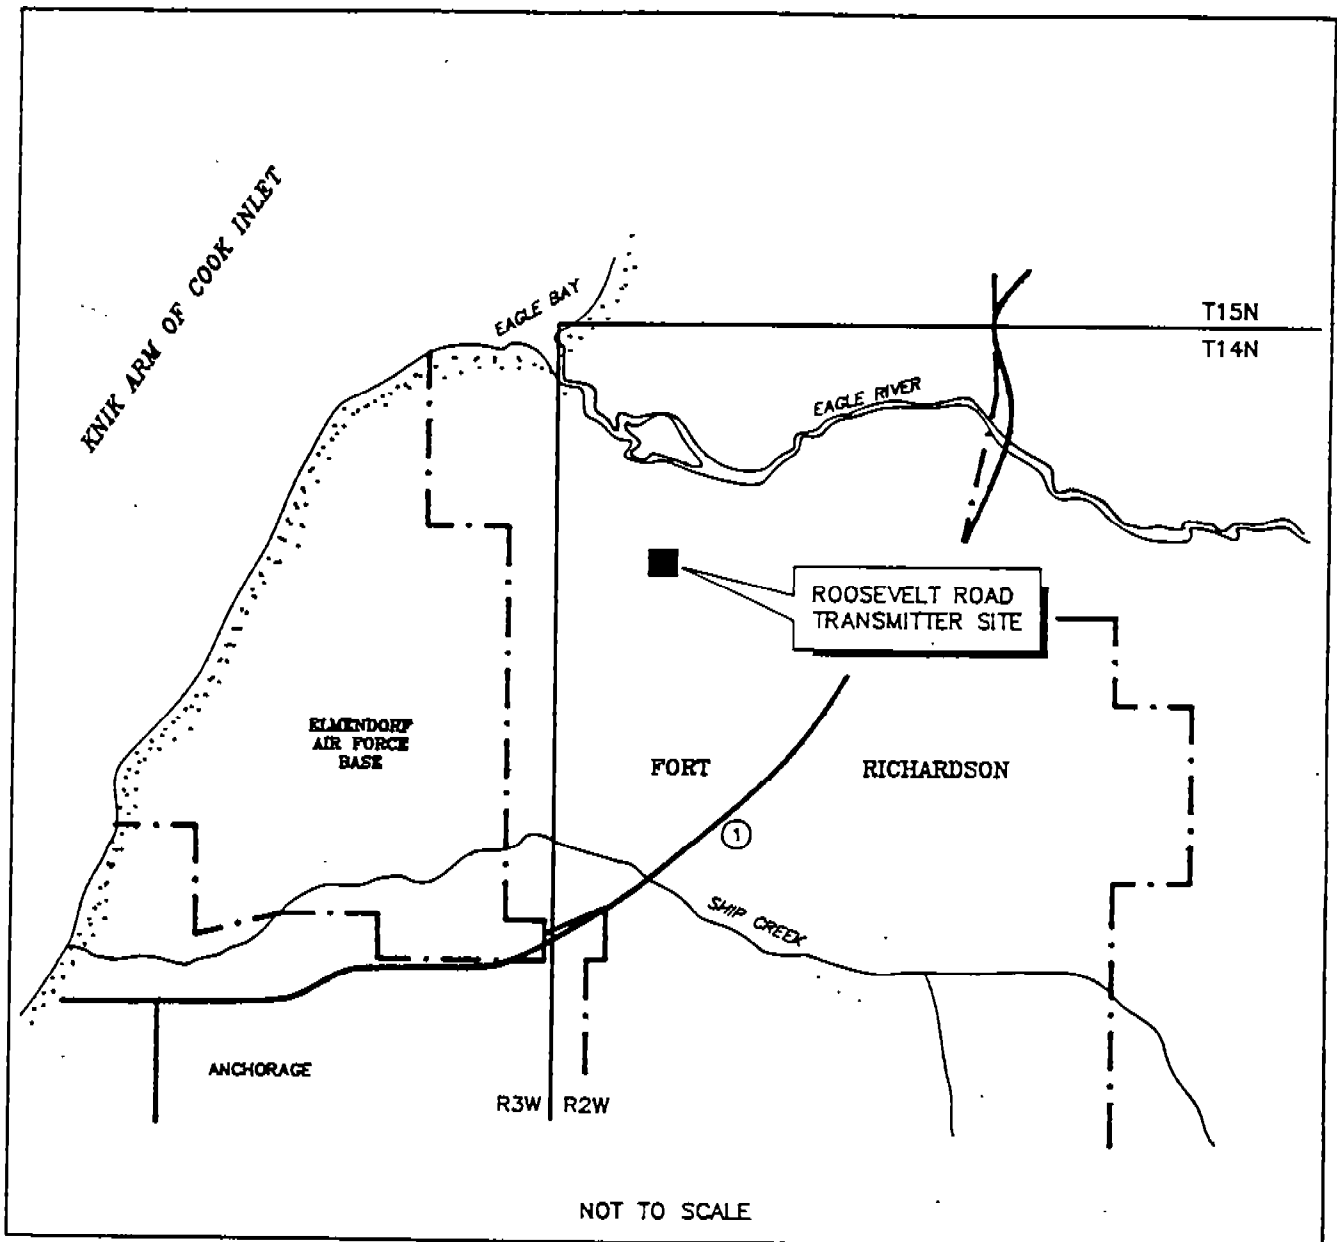 KNIK ARM OF COOK INLET
EAGLE BAY
T15N
T14N
EAGLE RIVER
ROOSEVELT ROAD
TRANSMITTER SITE
ELMENDORF
AIR FORCE
BASE
FORT RICHARDSON
1
SHIP CREEK
ANCHORAGE
R3W R2W
NOT TO SCALE